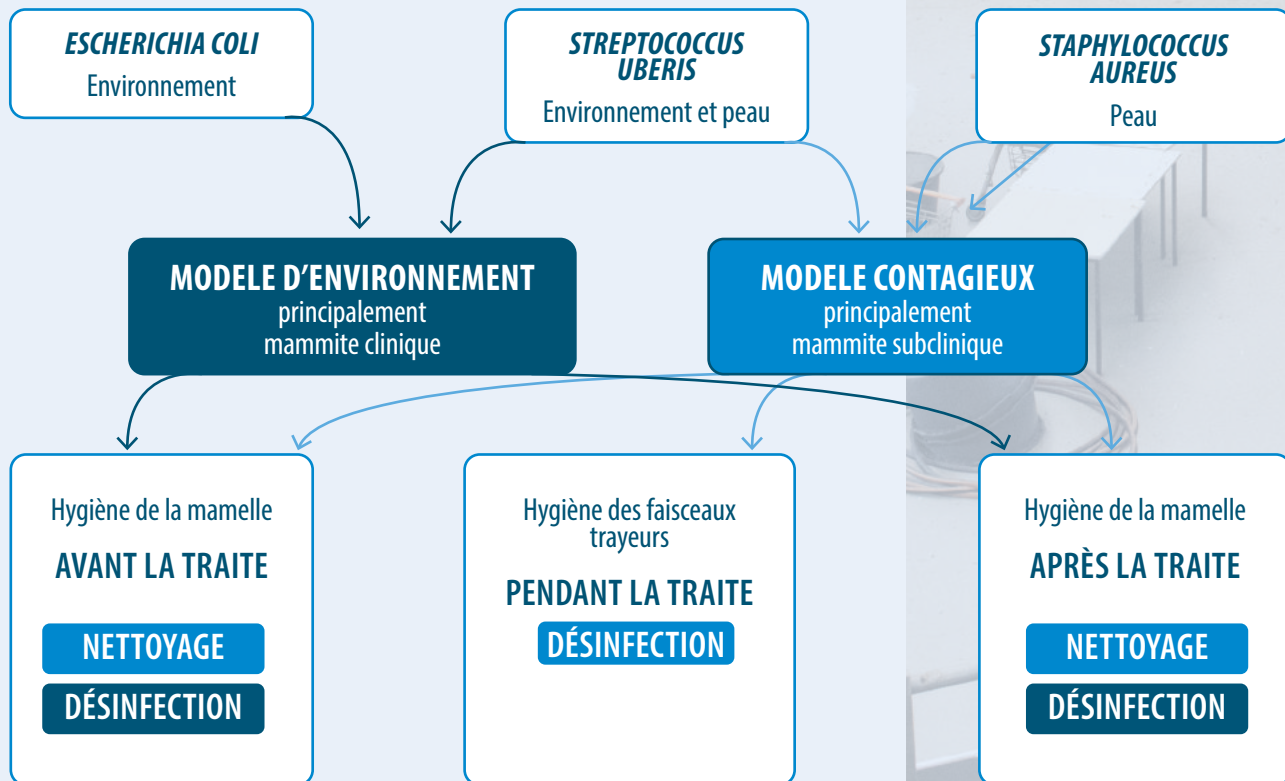 ESCHERICHIA COLI
Environnement
STREPTOCOCCUS
UBERIS
Environnement et peau
STAPHYLOCOCCUS
AUREUS
Peau
MODELE D'ENVIRONNEMENT
principalement
mammite clinique
MODELE CONTAGIEUX
principalement
mammite subclinique
Hygiène de la mamelle
AVANT LA TRAITE
NETTOYAGE
DÉSINFECTION
Hygiène des faisceaux
trayeurs
PENDANT LA TRAITE
DÉSINFECTION
Hygiène de la mamelle
APRÈS LA TRAITE
NETTOYAGE
DÉSINFECTION